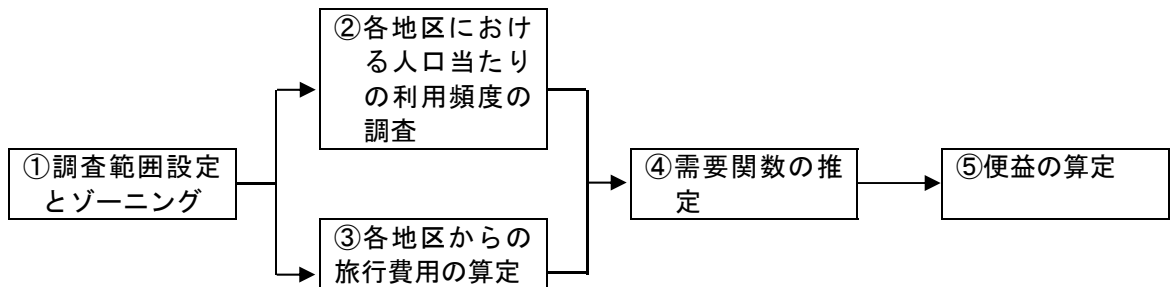 ①調査範囲設定
とゾーニング
②各地区におけ
る人口当たり
の利用頻度の
調査
③各地区からの
旅行費用の算定
④需要関数の推
定
⑤便益の算定